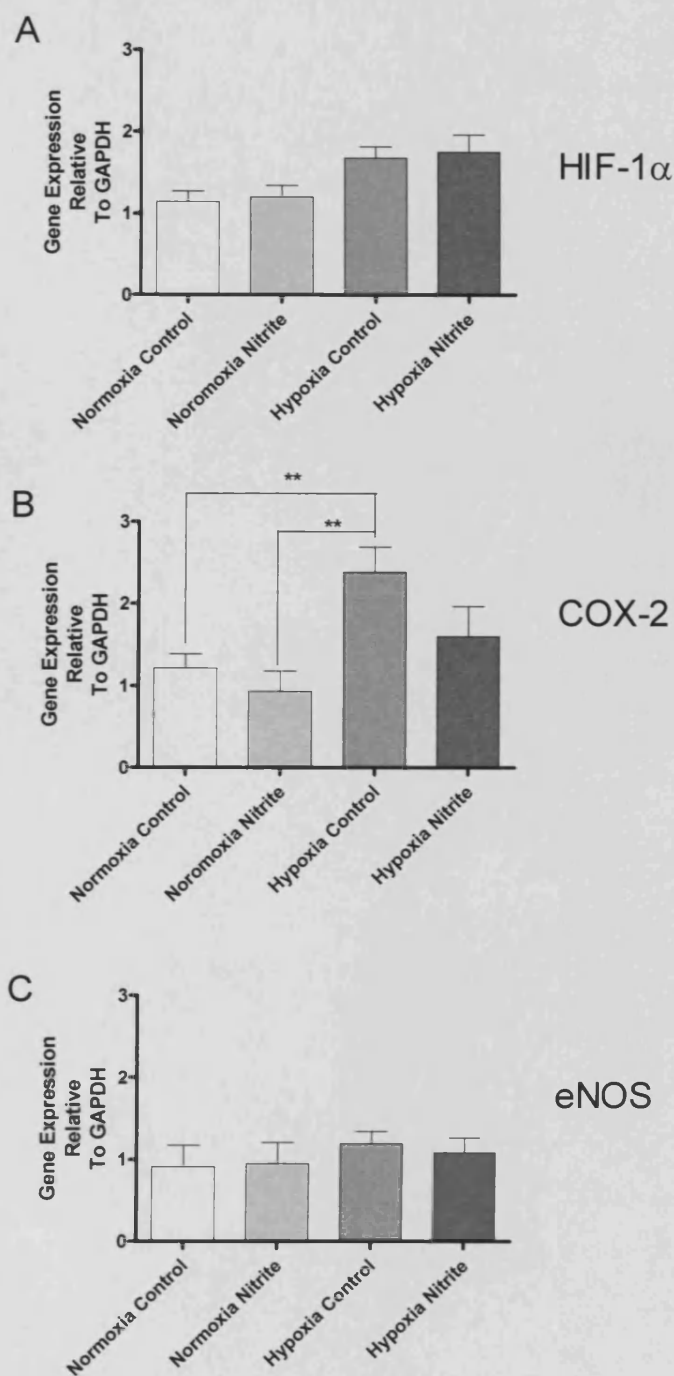 A
Gene Expression
Relative
To GAPDH
3
2
1
0
HIF-1α
Normoxia Control
Noromoxia Nitrite
Hypoxia Control
Hypoxia Nitrite
B
**
**
Gene Expression
Relative
To GAPDH
3
2
1
0
COX-2
Normoxia Control
Noromoxia Nitrite
Hypoxia Control
Hypoxia Nitrite
C
Gene Expression
Relative
To GAPDH
3
2
1
0
eNOS
Normoxia Control
Normoxia Nitrite
Hypoxia Control
Hypoxia Nitrite